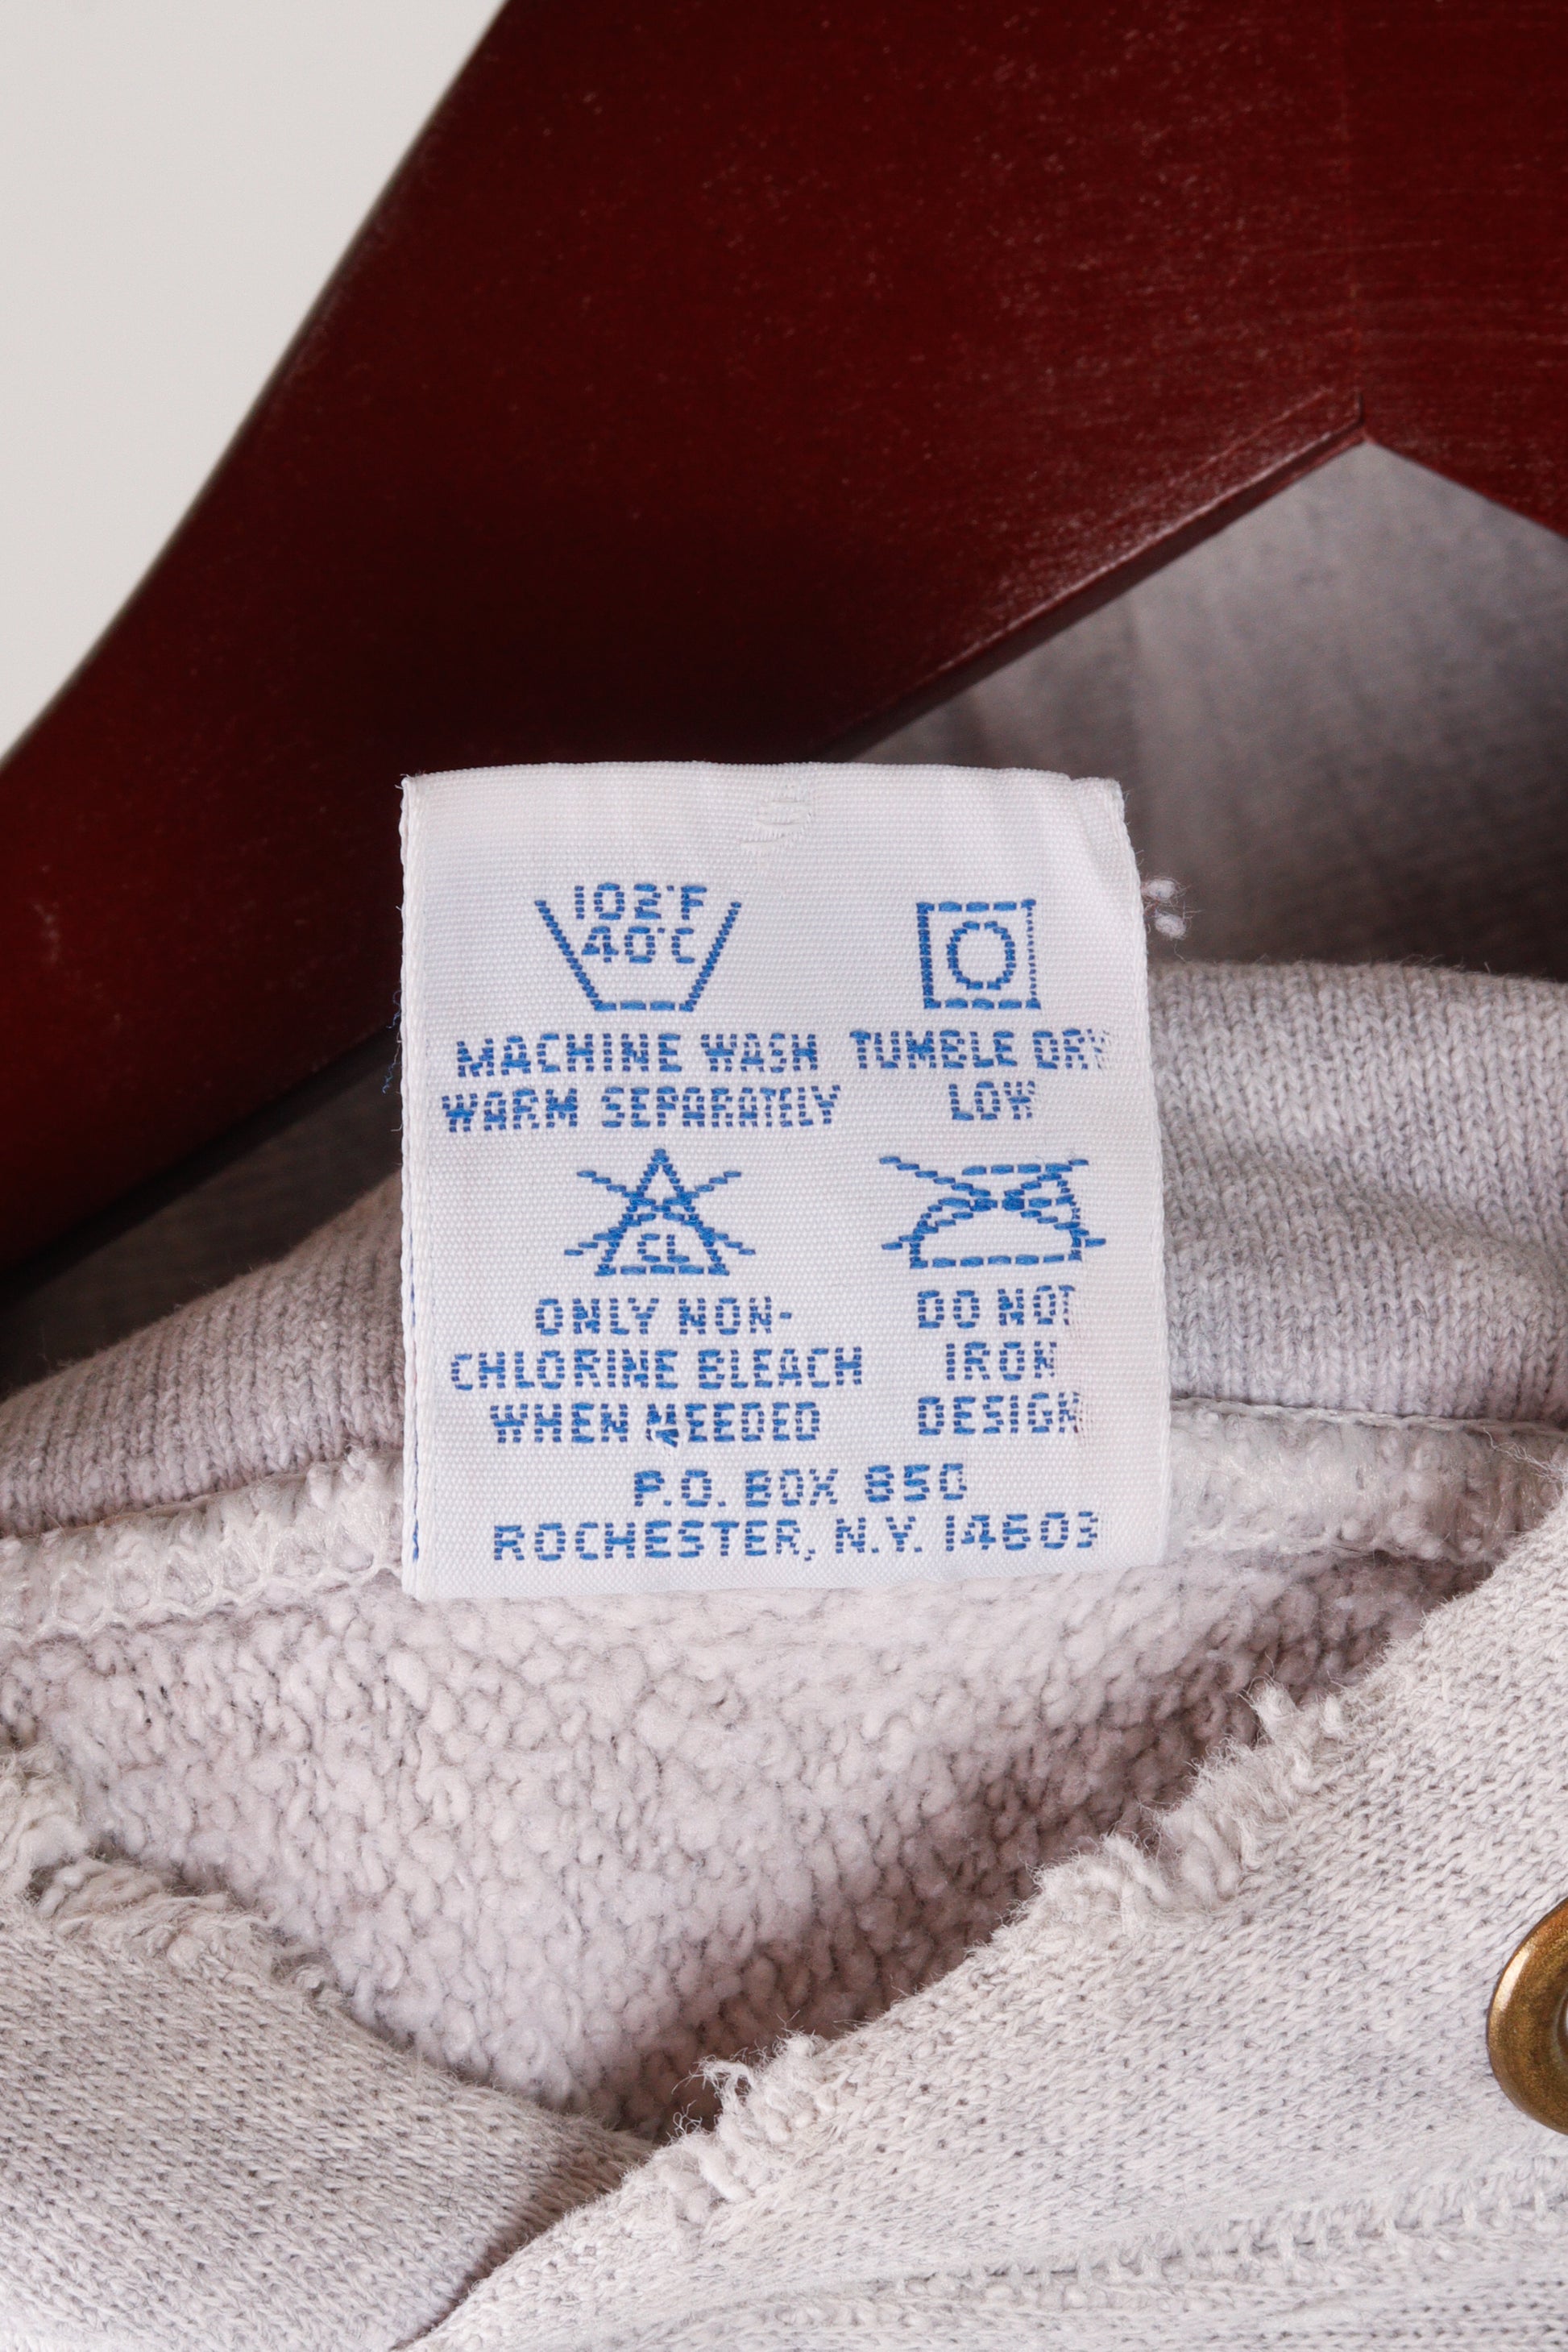 102°F
40°C
MACHINE WASH
WARM SEPARATELY
TUMBLE DRY
LOW
CL
ONLY NON-
CHLORINE BLEACH
WHEN NEEDED
DO NOT
IRON
DESIGN
P.O. BOX 850
ROCHESTER, N.Y. 14603